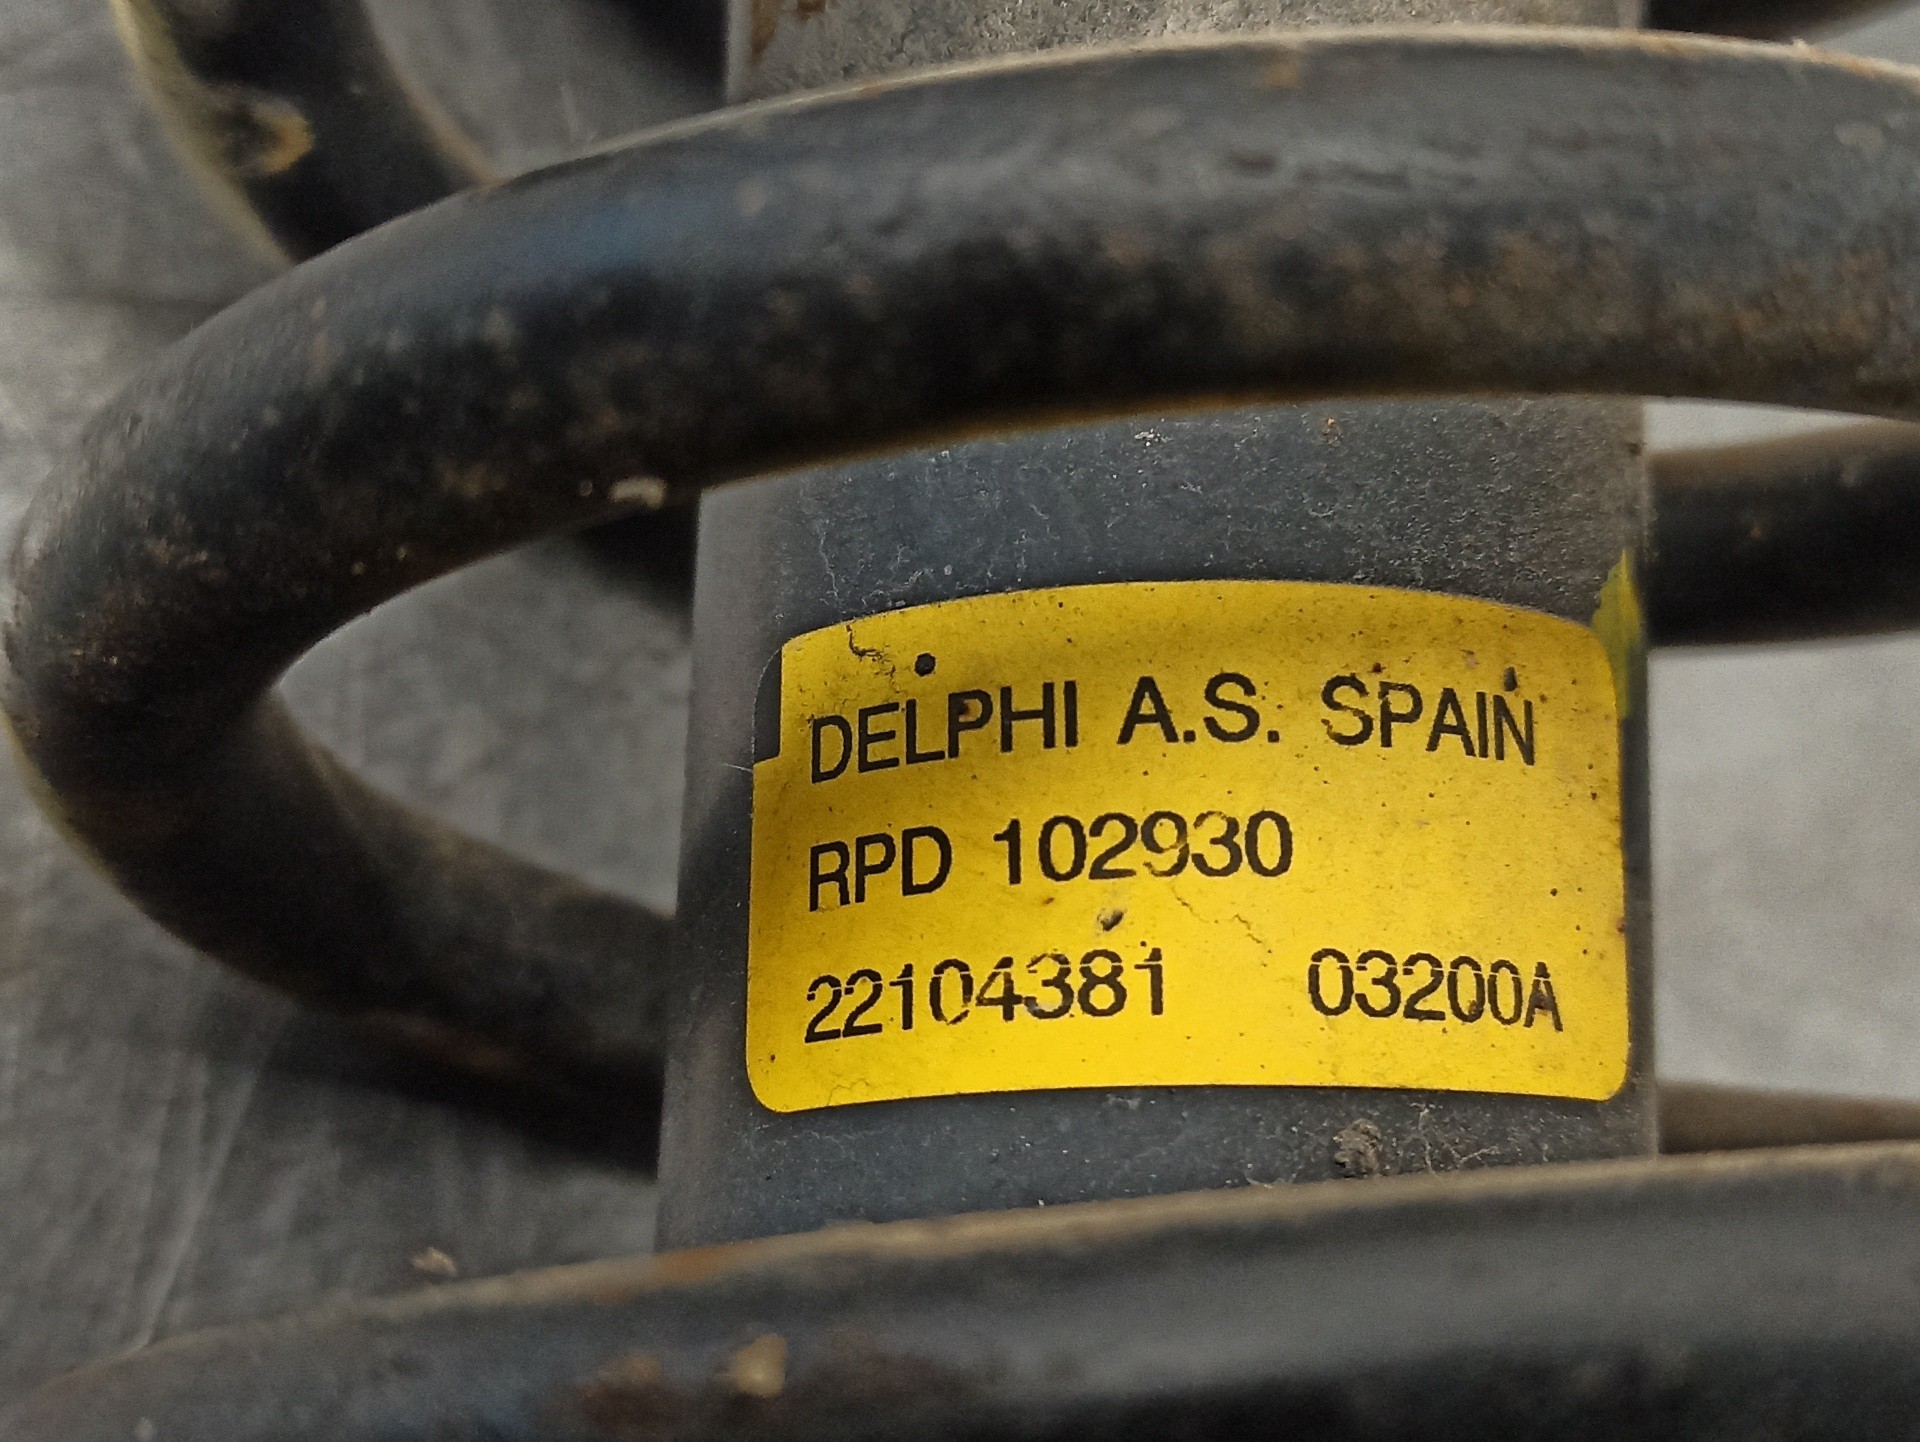 DELPHI A.S. SPAIN
RPD 102930
22104381 03200A